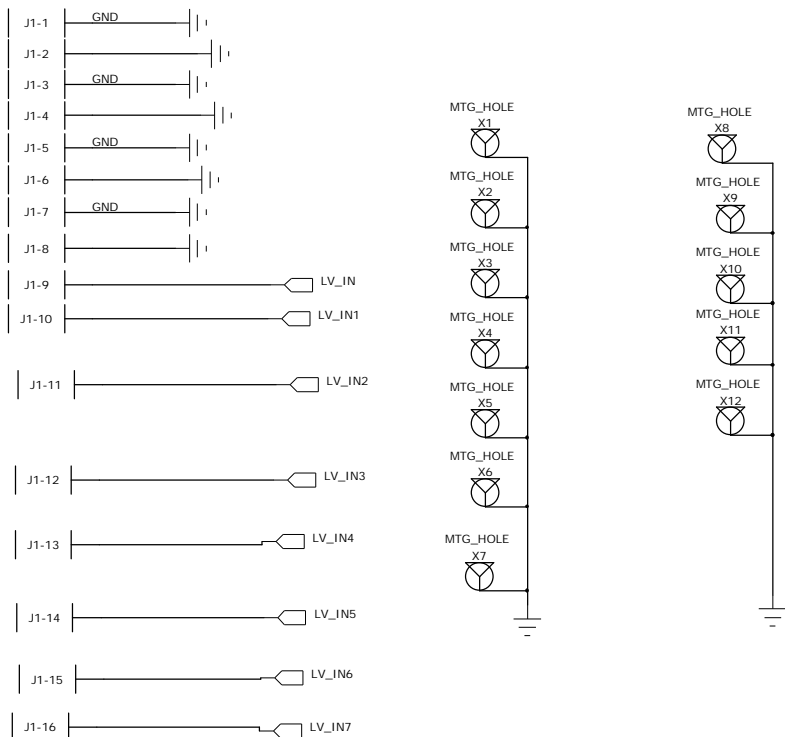 J1-1 GND
J1-2
J1-3 GND
J1-4
J1-5 GND
J1-6
J1-7 GND
J1-8
J1-9 LV_IN
J1-10 LV_IN1
J1-11 LV_IN2
J1-12 LV_IN3
J1-13 LV_IN4
J1-14 LV_IN5
J1-15 LV_IN6
J1-16 LV_IN7
MTG_HOLE
X1
MTG_HOLE
X2
MTG_HOLE
X3
MTG_HOLE
X4
MTG_HOLE
X5
MTG_HOLE
X6
MTG_HOLE
X7
MTG_HOLE
X8
MTG_HOLE
X9
MTG_HOLE
X10
MTG_HOLE
X11
MTG_HOLE
X12